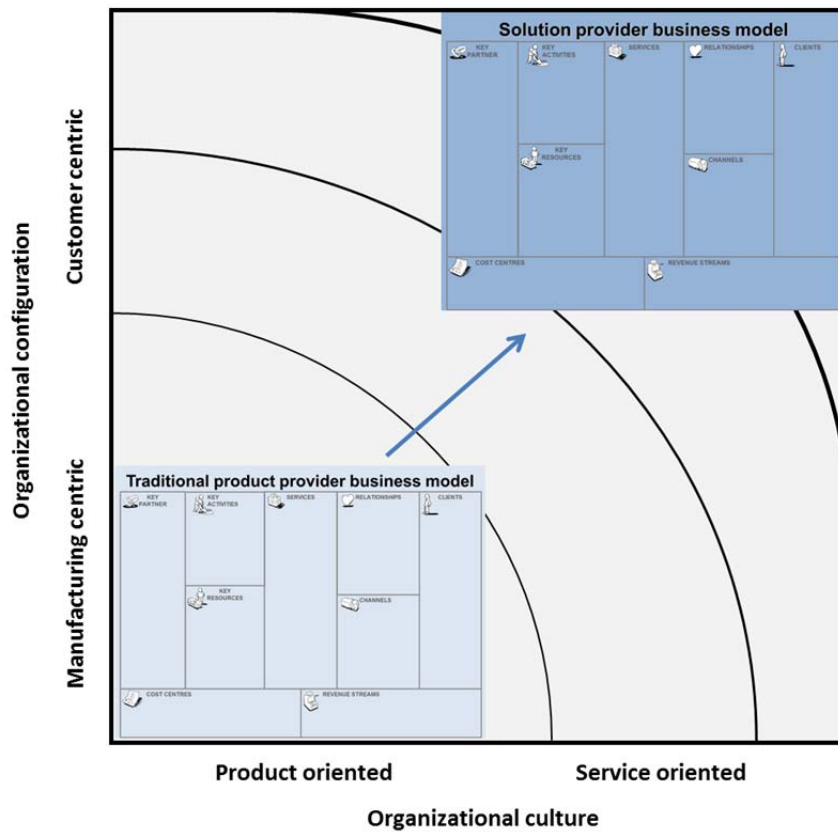 Solution provider business model
KEY
PARTNER
KEY
ACTIVITIES
SERVICES
RELATIONSHIPS
CLIENTS
KEY
RESOURCES
CHANNELS
COST CENTRES
REVENUE STREAMS
Organizational configuration
Customer centric
Manufacturing centric
Traditional product provider business model
KEY
PARTNER
KEY
ACTIVITIES
SERVICES
RELATIONSHIPS
CLIENTS
KEY
RESOURCES
CHANNELS
COST CENTRES
REVENUE STREAMS
Product oriented
Service oriented
Organizational culture